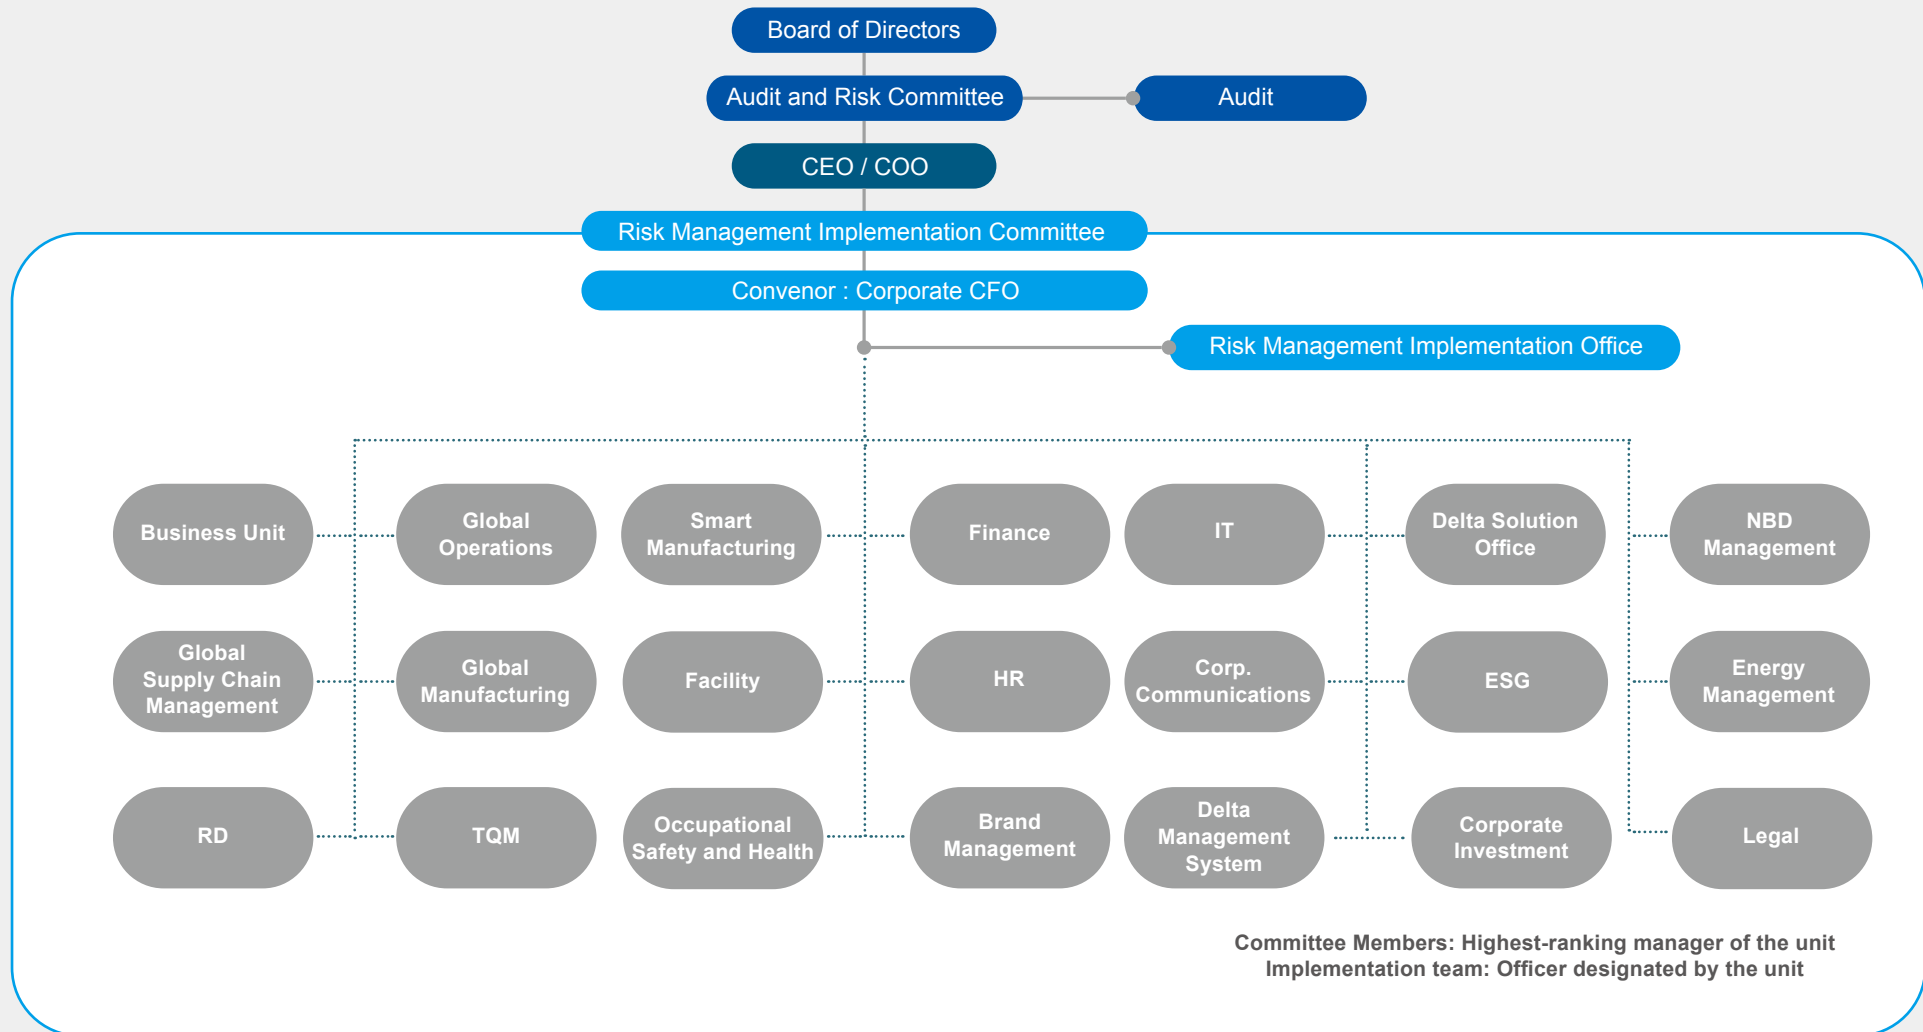 Board of Directors
Audit and Risk Committee
Audit
CEO / COO
Risk Management Implementation Committee
Convenor : Corporate CFO
Risk Management Implementation Office
Business Unit
Global
Operations
Smart
Manufacturing
Finance
IT
Delta Solution
Office
NBD
Management
Global
Supply Chain
Management
Global
Manufacturing
Facility
HR
Corp.
Communications
ESG
Energy
Management
RD
TQM
Occupational
Safety and Health
Brand
Management
Delta
Management
System
Corporate
Investment
Legal
Committee Members: Highest-ranking manager of the unit
Implementation team: Officer designated by the unit